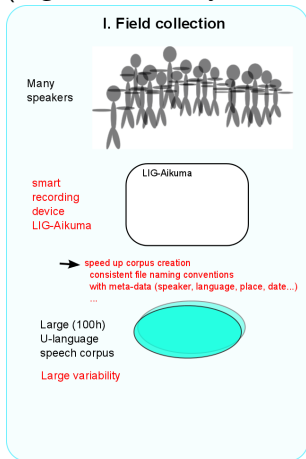 I. Field collection
Many
speakers
LIG-Aikuma
smart
recording
device
LIG-Aikuma
speed up corpus creation
consistent file naming conventions
with meta-data (speaker, language, place, date...)
...
Large (100h)
U-language
speech corpus
Large variability